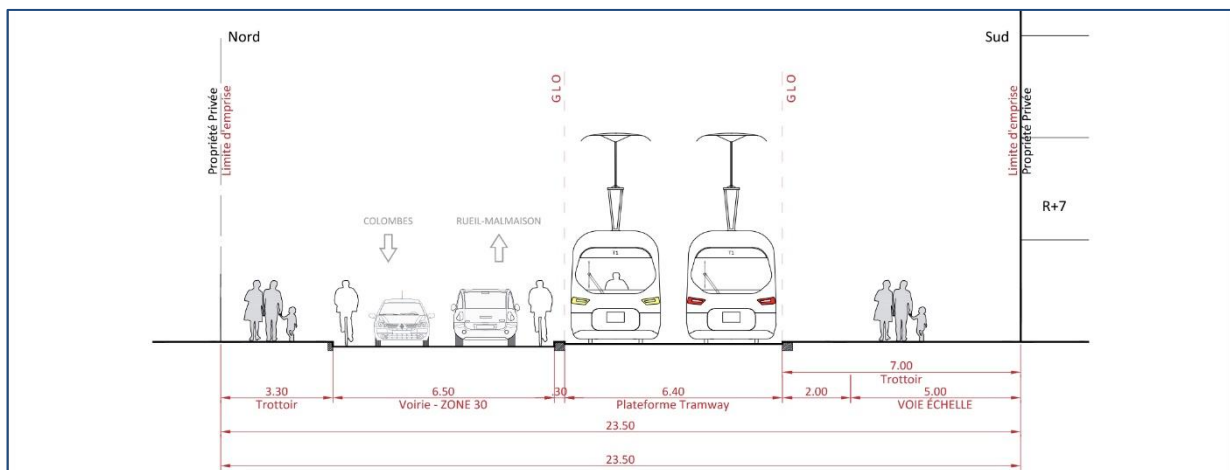 Nord
Sud
Propriété Privée
Limite d'emprise
GLO
GLO
Limite d'emprise
Propriété Privée
R+7
COLOMBES
RUEIL-MALMAISON
T1
T1
7.00
Trottoir
3.30
6.50
.30
6.40
2.00
5.00
Trottoir
Voirie - ZONE 30
Plateforme Tramway
VOIE ÉCHELLE
23.50
23.50